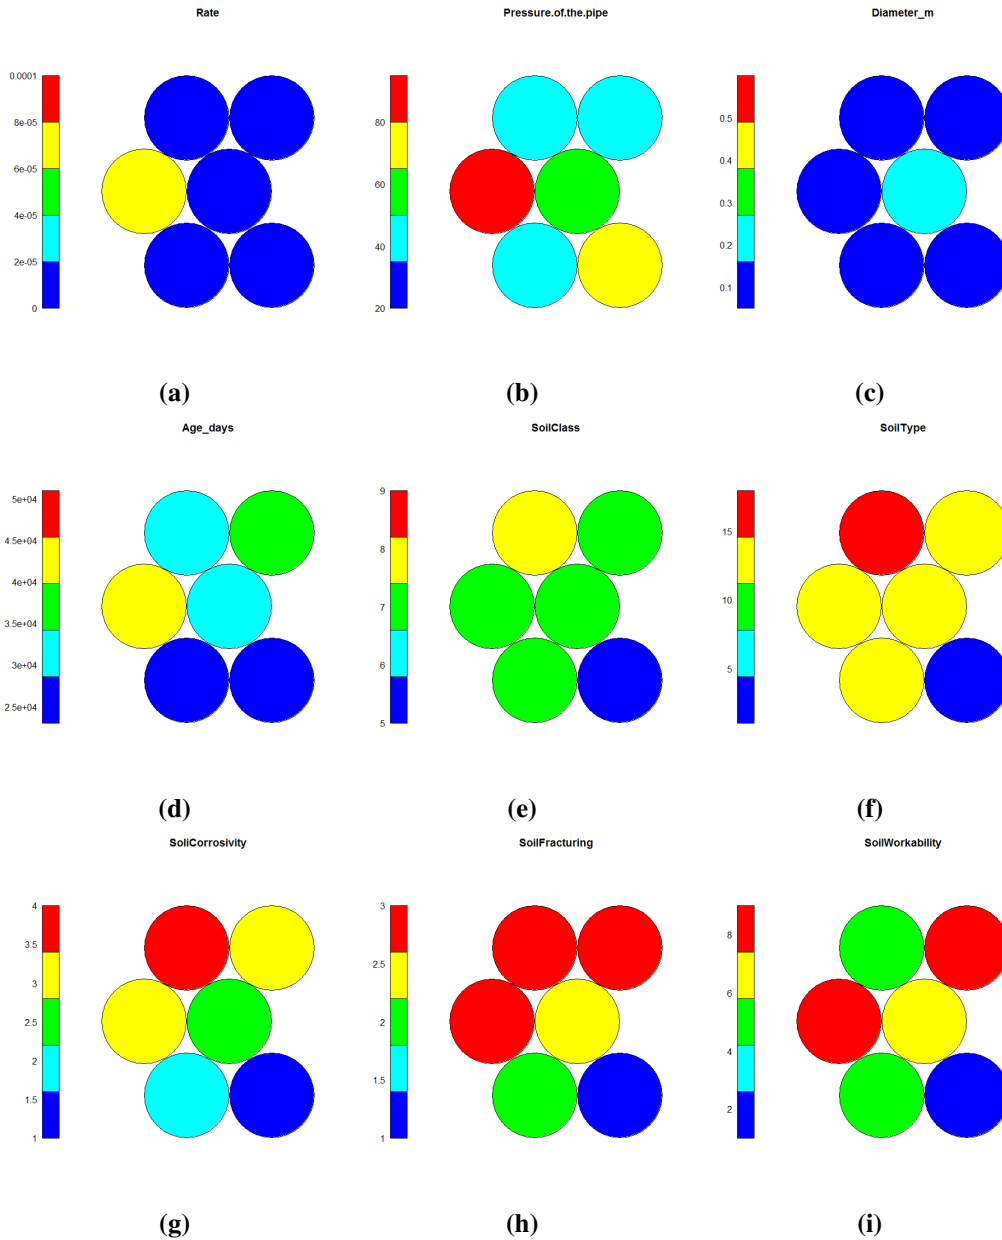 Rate
Pressure.of.the.pipe
Diameter_m
0.0001
8e-05
6e-05
4e-05
2e-05
0
80
60
40
20
0.5
0.4
0.3
0.2
0.1
(a)
(b)
(c)
Age_days
SoilClass
SoilType
5e+04
4.5e+04
4e+04
3.5e+04
3e+04
2.5e+04
9
8
7
6
5
15
10
5
(d)
(e)
(f)
SoliCorrosivity
SoilFracturing
SoilWorkability
4
3.5
3
2.5
2
1.5
1
3
2.5
2
1.5
1
8
6
4
2
(g)
(h)
(i)